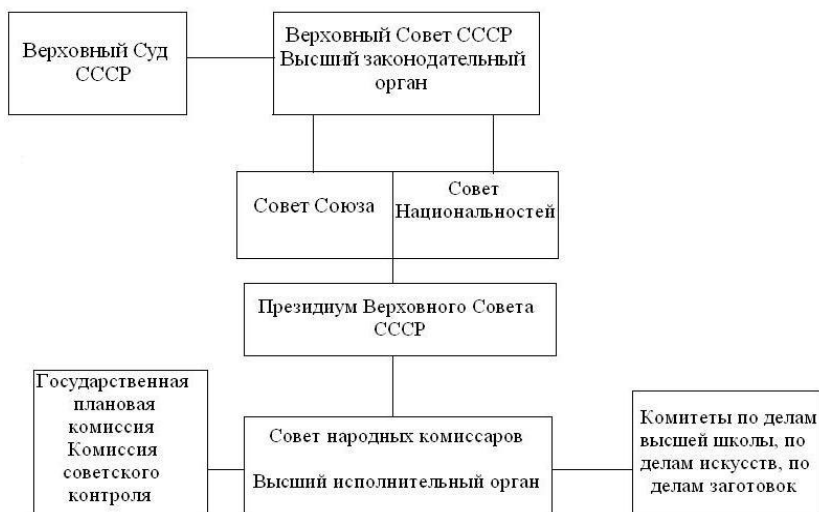 Верховный Суд
СССР
Верховный Совет СССР
Высший законодательный
орган
Совет Союза
Совет
Национальностей
Президиум Верховного Совета
СССР
Государственная
плановая
комиссия
Комиссия
советского
контроля
Совет народных комиссаров
Высший исполнительный орган
Комитеты по делам
высшей школы, по
делам искусств, по
делам заготовок